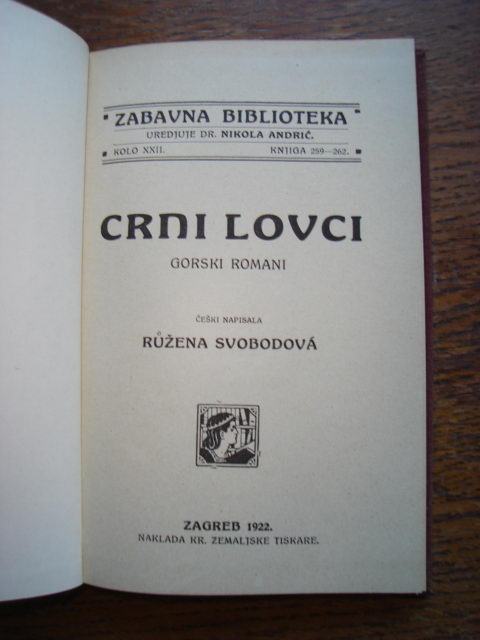 ZABAVNA BIBLIOTEKA
UREDJUJE DR. NIKOLA ANDRIĆ.
KOLO XXII. KNJIGA 259—262.
CRNI LOVCI
GORSKI ROMANI
ČEŠKI NAPISALA
RŮŽENA SVOBODOVÁ
ZAGREB 1922.
NAKLADA KR. ZEMALJSKE TISKARE.